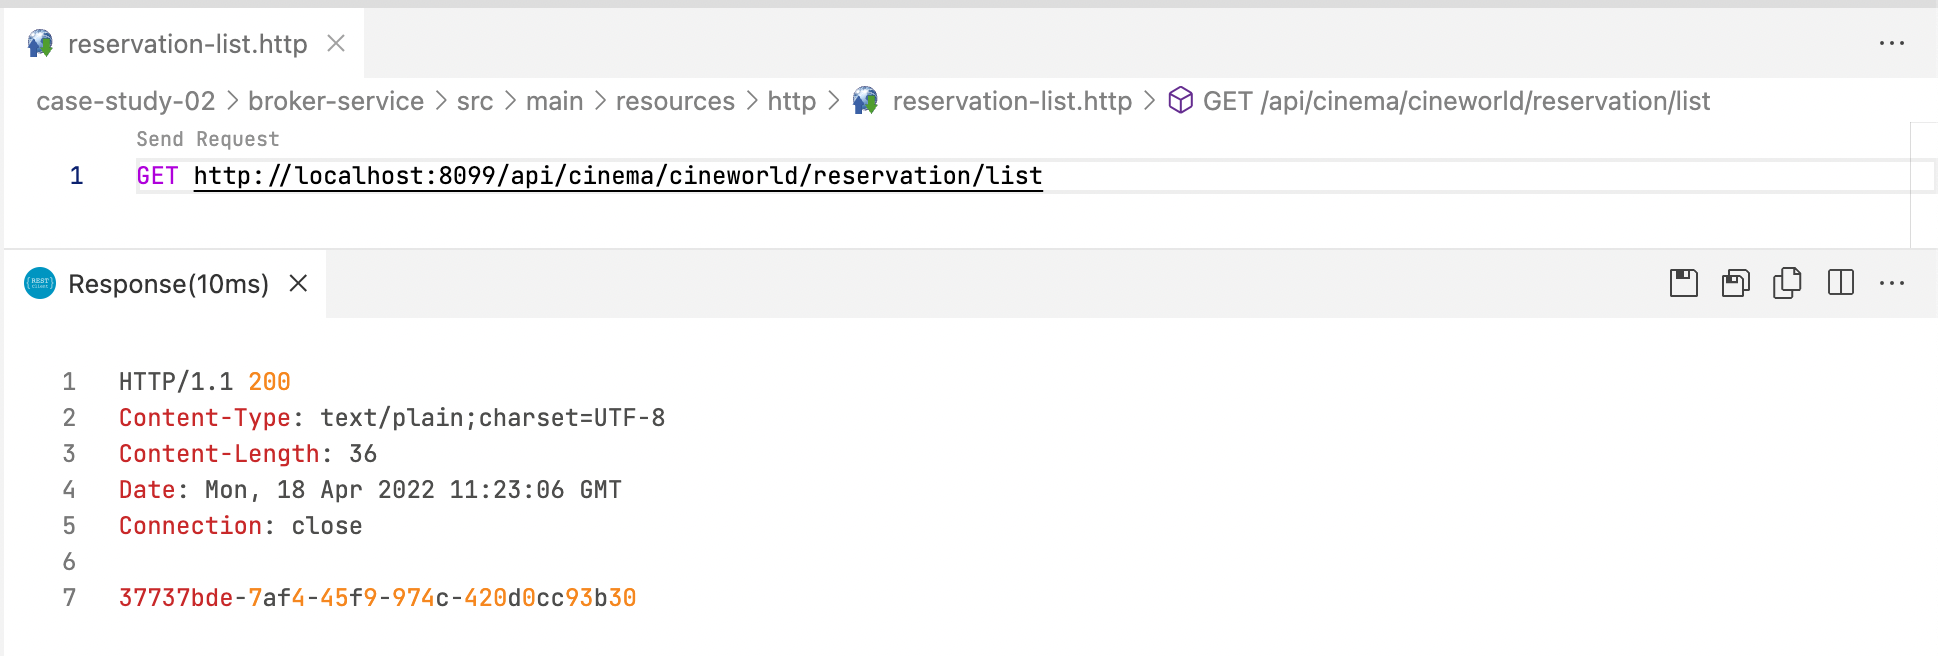 reservation-list.http
case-study-02 > broker-service > src > main > resources > http > reservation-list.http > GET /api/cinema/cineworld/reservation/list
Send Request
1 GET http://localhost:8099/api/cinema/cineworld/reservation/list
REST Client Response(10ms)
1 HTTP/1.1 200
2 Content-Type: text/plain;charset=UTF-8
3 Content-Length: 36
4 Date: Mon, 18 Apr 2022 11:23:06 GMT
5 Connection: close
6
7 37737bde-7af4-45f9-974c-420d0cc93b30